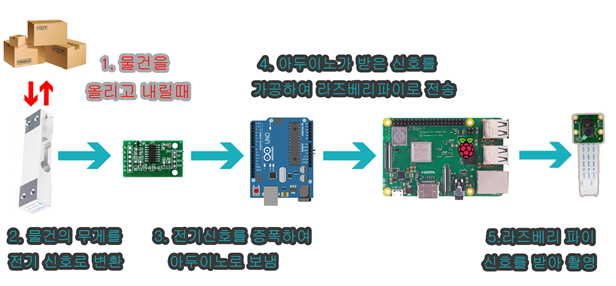 1. 물건을
올리고 내릴때
2. 물건의 무게를
전기 신호로 변환
3. 전기신호를 증폭하여
아두이노로 보냄
4. 아두이노가 받은 신호를
가공하여 라즈베리파이로 전송
5.라즈베리 파이
신호를 받아 촬영
UNO